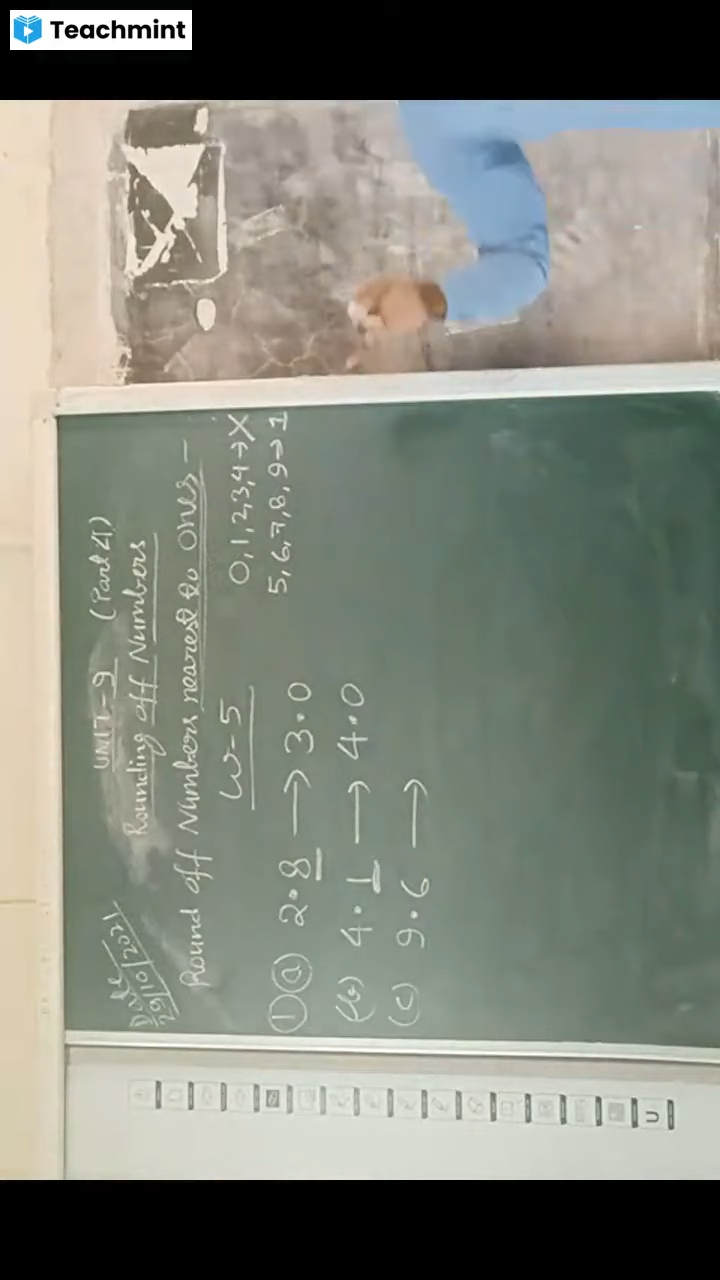 Teachmint
UNIT-9 (Part 4)
Date
29/10/2021
Rounding off Numbers
Round off Numbers nearest to ones-
W-5
0,1,2,3,4→X
5,6,7,8,9→1
① ⓐ 2.8 → 3.0
(b) 4.1 → 4.0
(c) 9.6 →
U